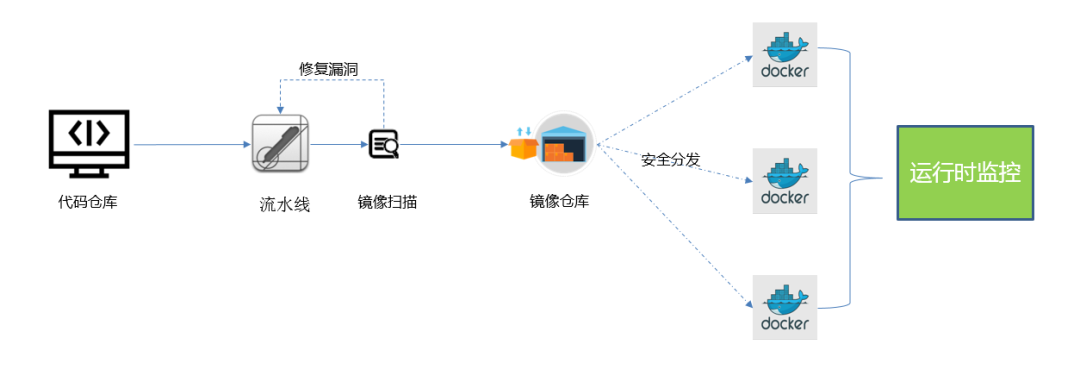 修复漏洞
代码仓库
流水线
镜像扫描
镜像仓库
安全分发
docker
docker
docker
运行时监控